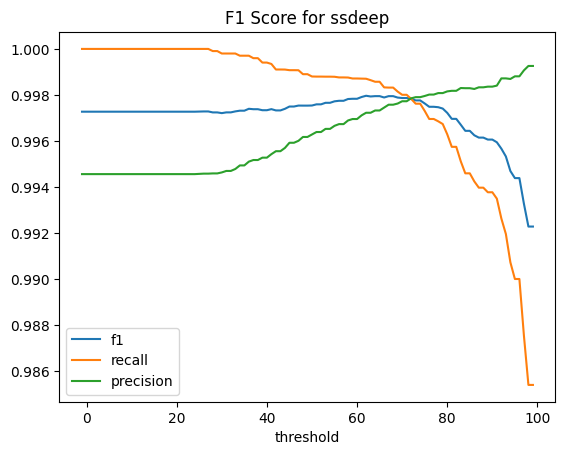 F1 Score for ssdeep
1.000
0.998
0.996
0.994
0.992
0.990
0.988
0.986
f1
recall
precision
0 20 40 60 80 100
threshold